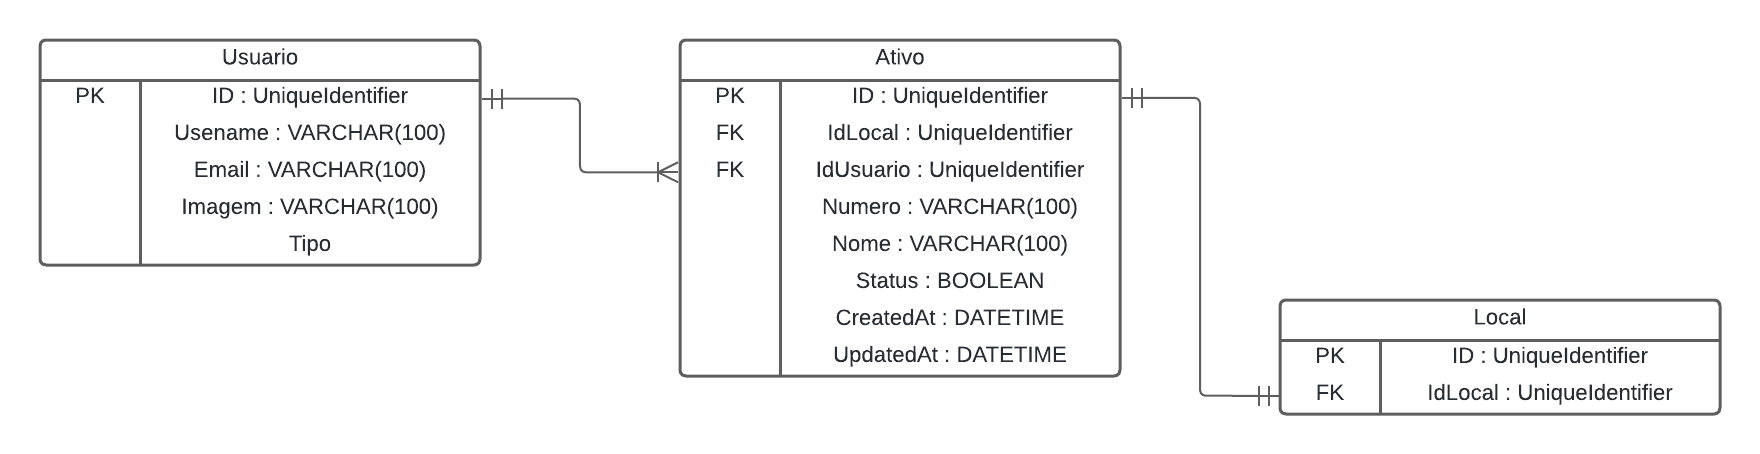 Usuario
PK ID : UniqueIdentifier
Usename : VARCHAR(100)
Email : VARCHAR(100)
Imagem : VARCHAR(100)
Tipo
Ativo
PK ID : UniqueIdentifier
FK IdLocal : UniqueIdentifier
FK IdUsuario : UniqueIdentifier
Numero : VARCHAR(100)
Nome : VARCHAR(100)
Status : BOOLEAN
CreatedAt : DATETIME
UpdatedAt : DATETIME
Local
PK ID : UniqueIdentifier
FK IdLocal : UniqueIdentifier